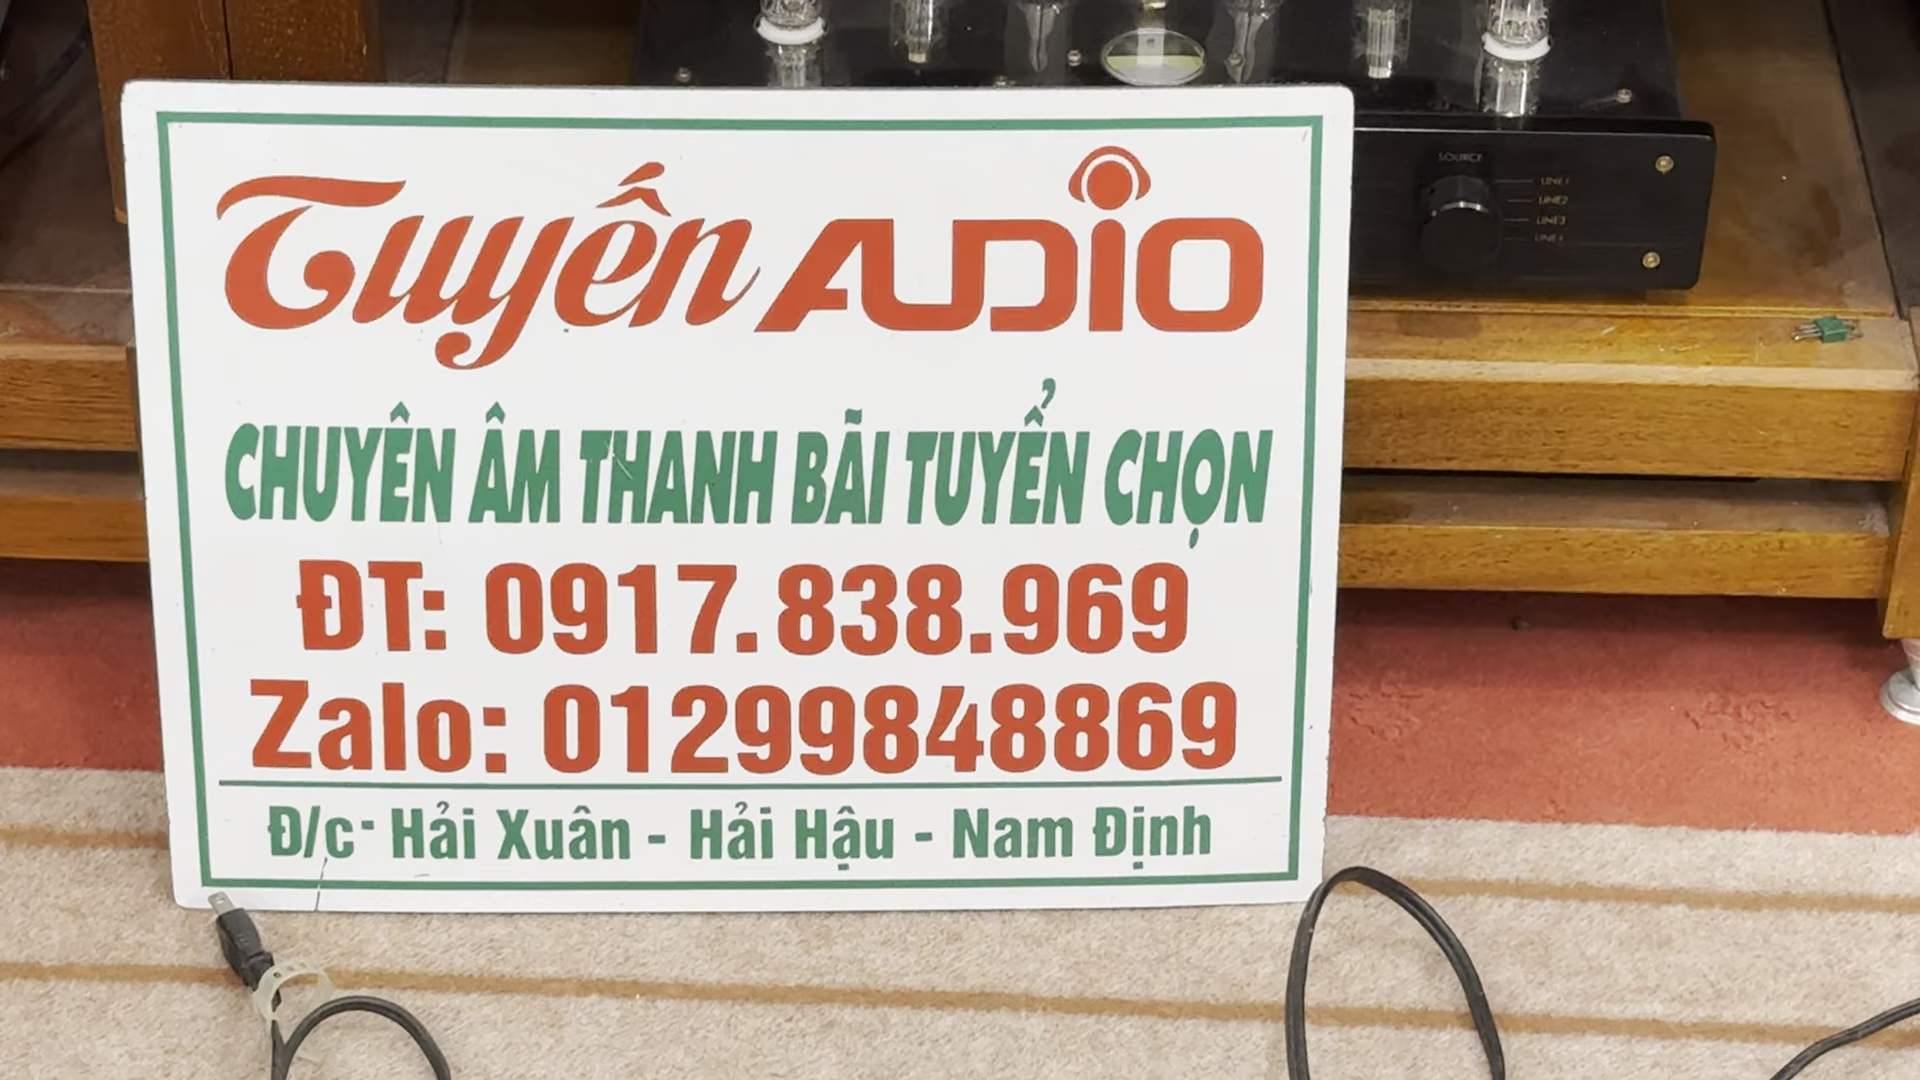 Tuyến AUDIO
CHUYÊN ÂM THANH BÃI TUYỂN CHỌN
ĐT: 0917.838.969
Zalo: 01299848869
Đ/c- Hải Xuân - Hải Hậu - Nam Định
SOURCE
LINE1
LINE2
LINE3
LINE4